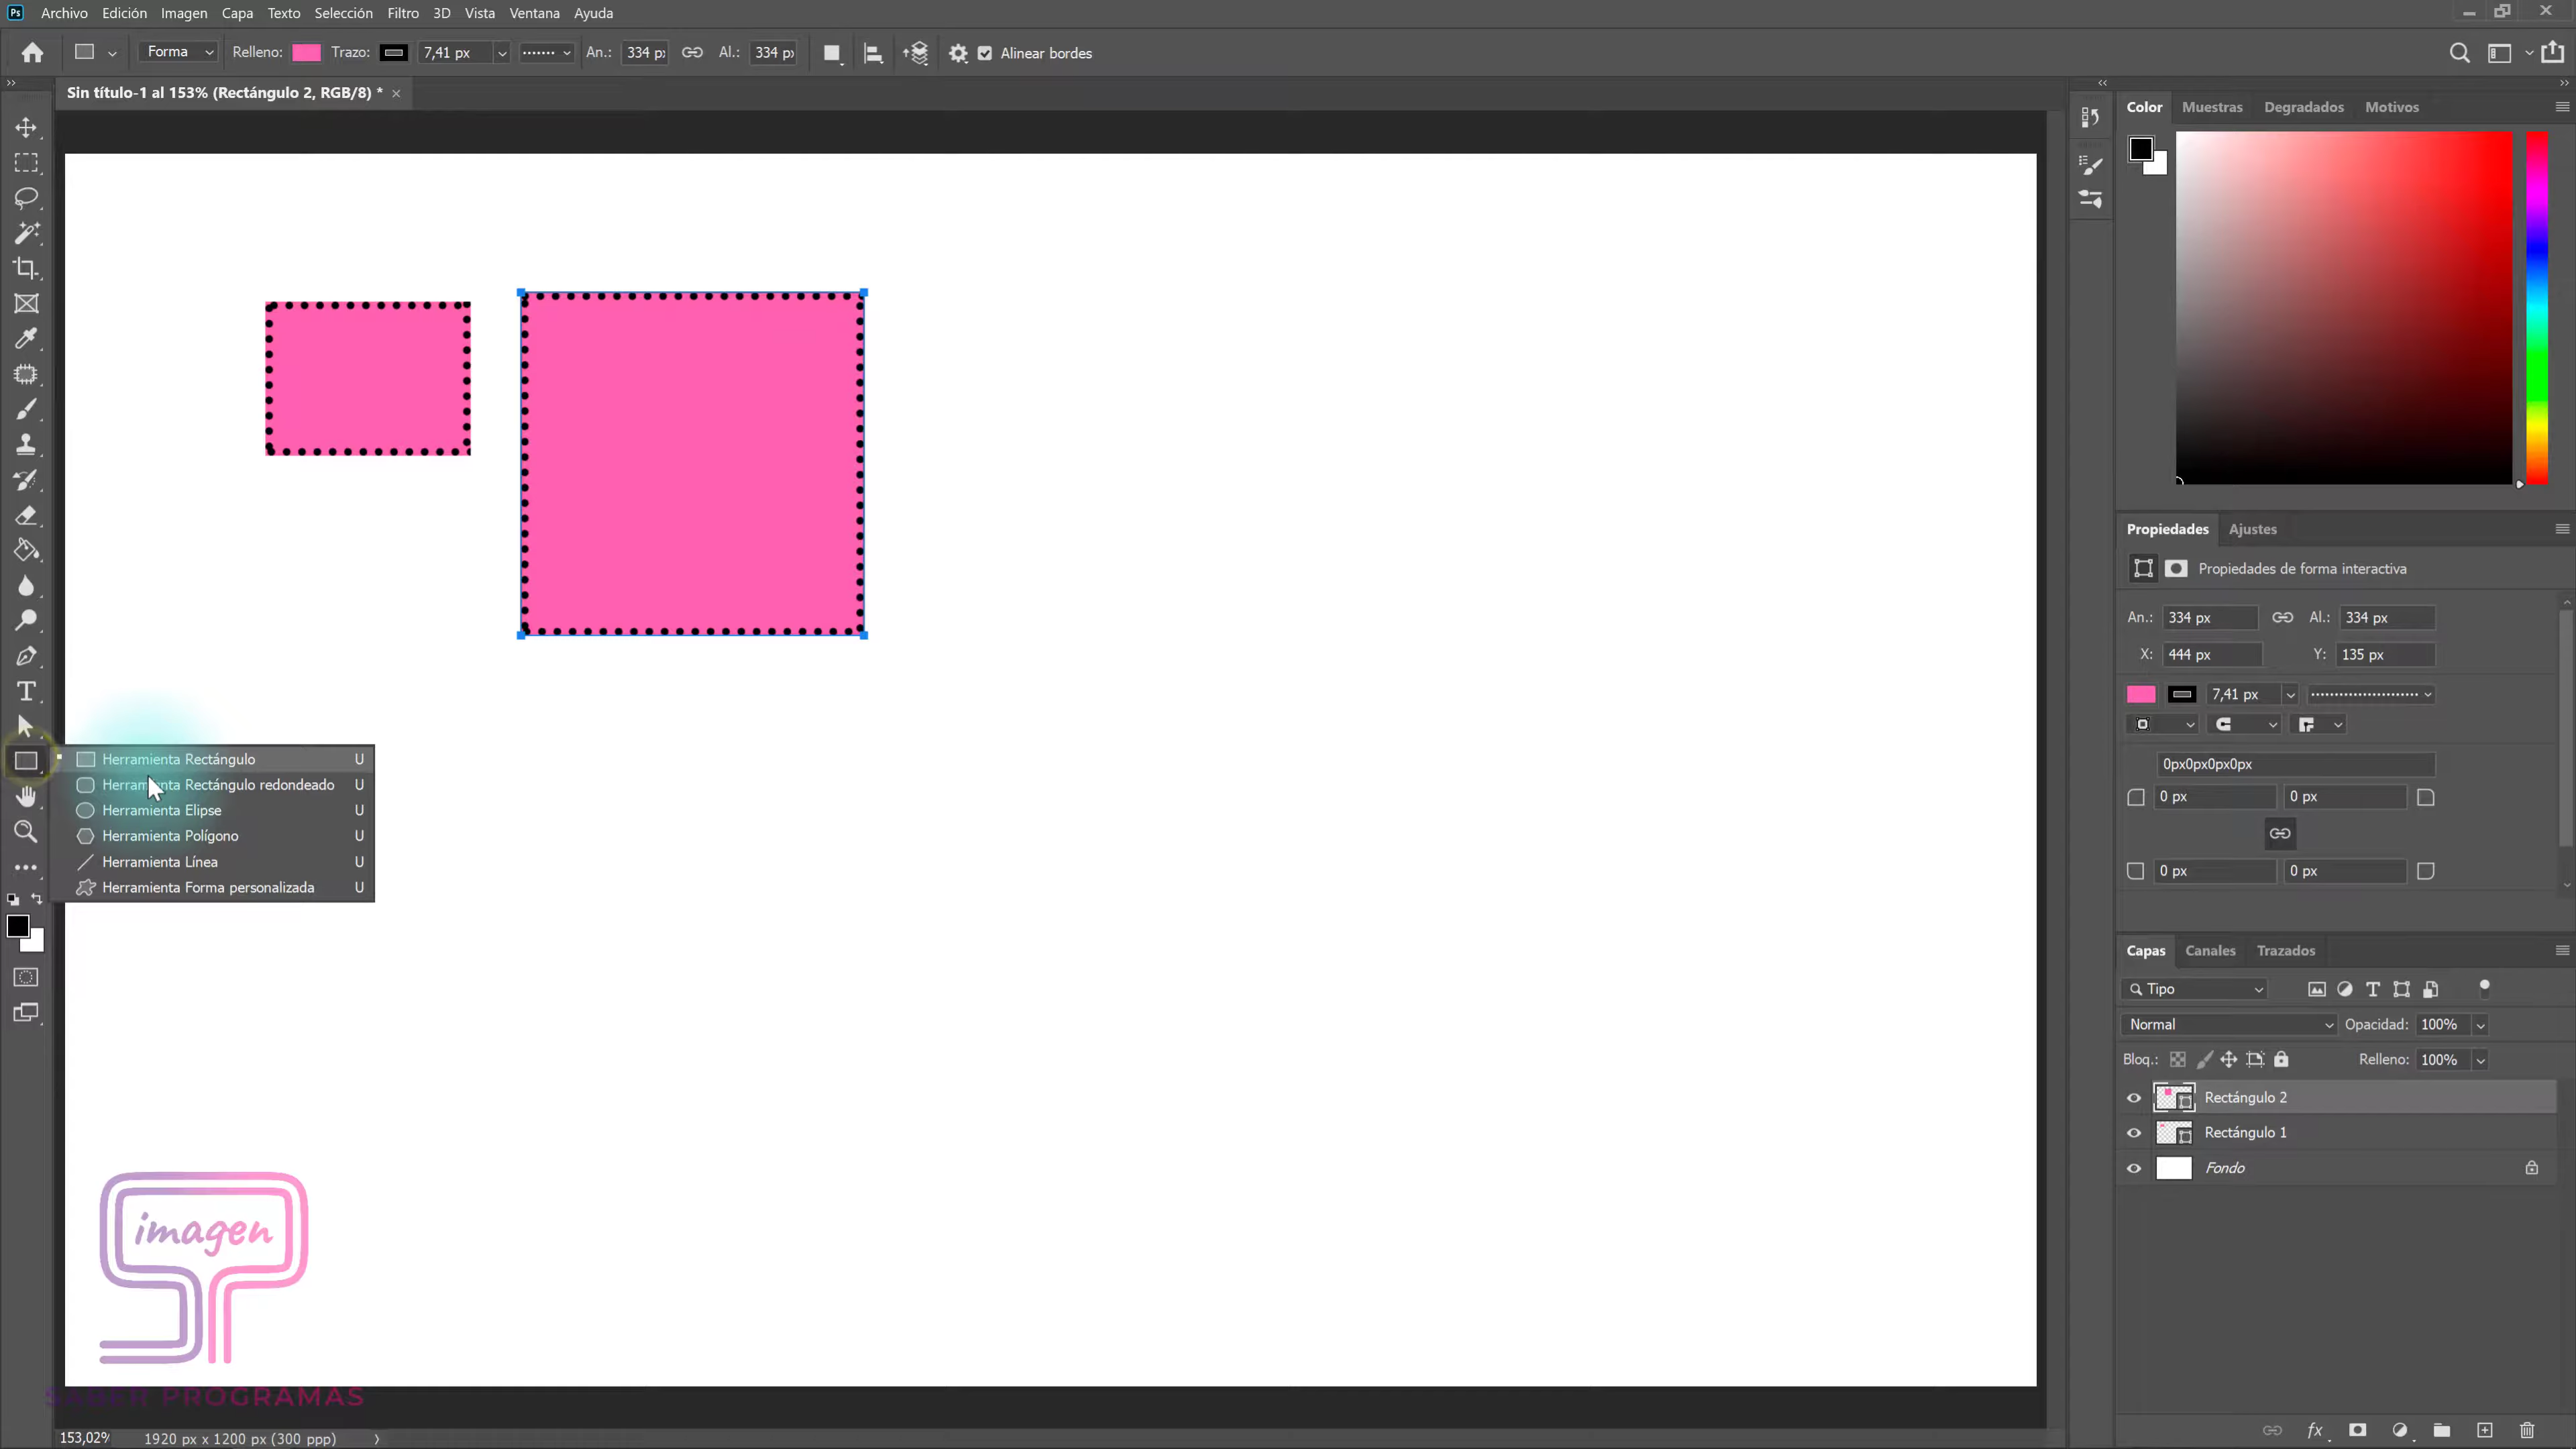 Ps Archivo Edición Imagen Capa Texto Selección Filtro 3D Vista Ventana Ayuda
Forma Relleno: Trazo: 7,41 px An.: 334 p Al.: 334 p Alinear bordes
Sin título-1 al 153% (Rectángulo 2, RGB/8) * ×
Herramienta Rectángulo U
Herramienta Rectángulo redondeado U
Herramienta Elipse U
Herramienta Polígono U
Herramienta Línea U
Herramienta Forma personalizada U
imagen
SABER PROGRAMAS
153,02% 1920 px x 1200 px (300 ppp)
Color Muestras Degradados Motivos
Propiedades Ajustes
Propiedades de forma interactiva
An.: 334 px Al.: 334 px
X: 444 px Y: 135 px
7,41 px
0px0px0px0px
0 px 0 px
0 px 0 px
Capas Canales Trazados
Tipo
Normal Opacidad: 100%
Bloq.: Relleno: 100%
Rectángulo 2
Rectángulo 1
Fondo
fx